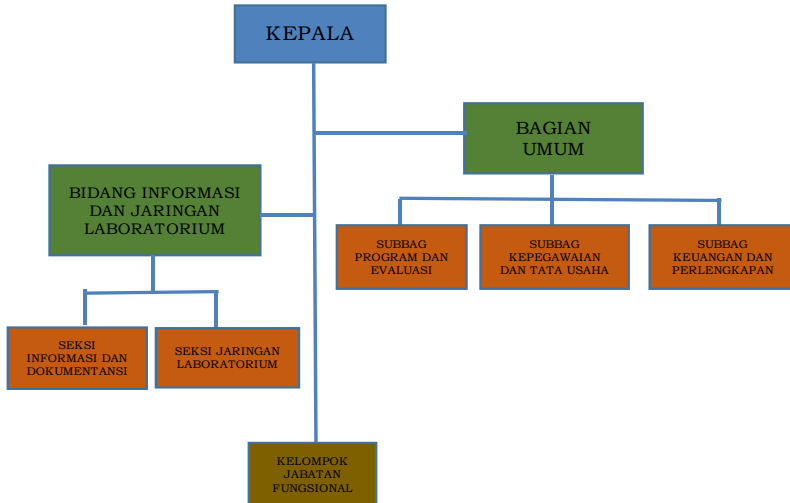 KEPALA
BAGIAN
UMUM
BIDANG INFORMASI
DAN JARINGAN
LABORATORIUM
SUBBAG
PROGRAM DAN
EVALUASI
SUBBAG
KEPEGAWAIAN
DAN TATA USAHA
SUBBAG
KEUANGAN DAN
PERLENGKAPAN
SEKSI
INFORMASI DAN
DOKUMENTANSI
SEKSI JARINGAN
LABORATORIUM
KELOMPOK
JABATAN
FUNGSIONAL